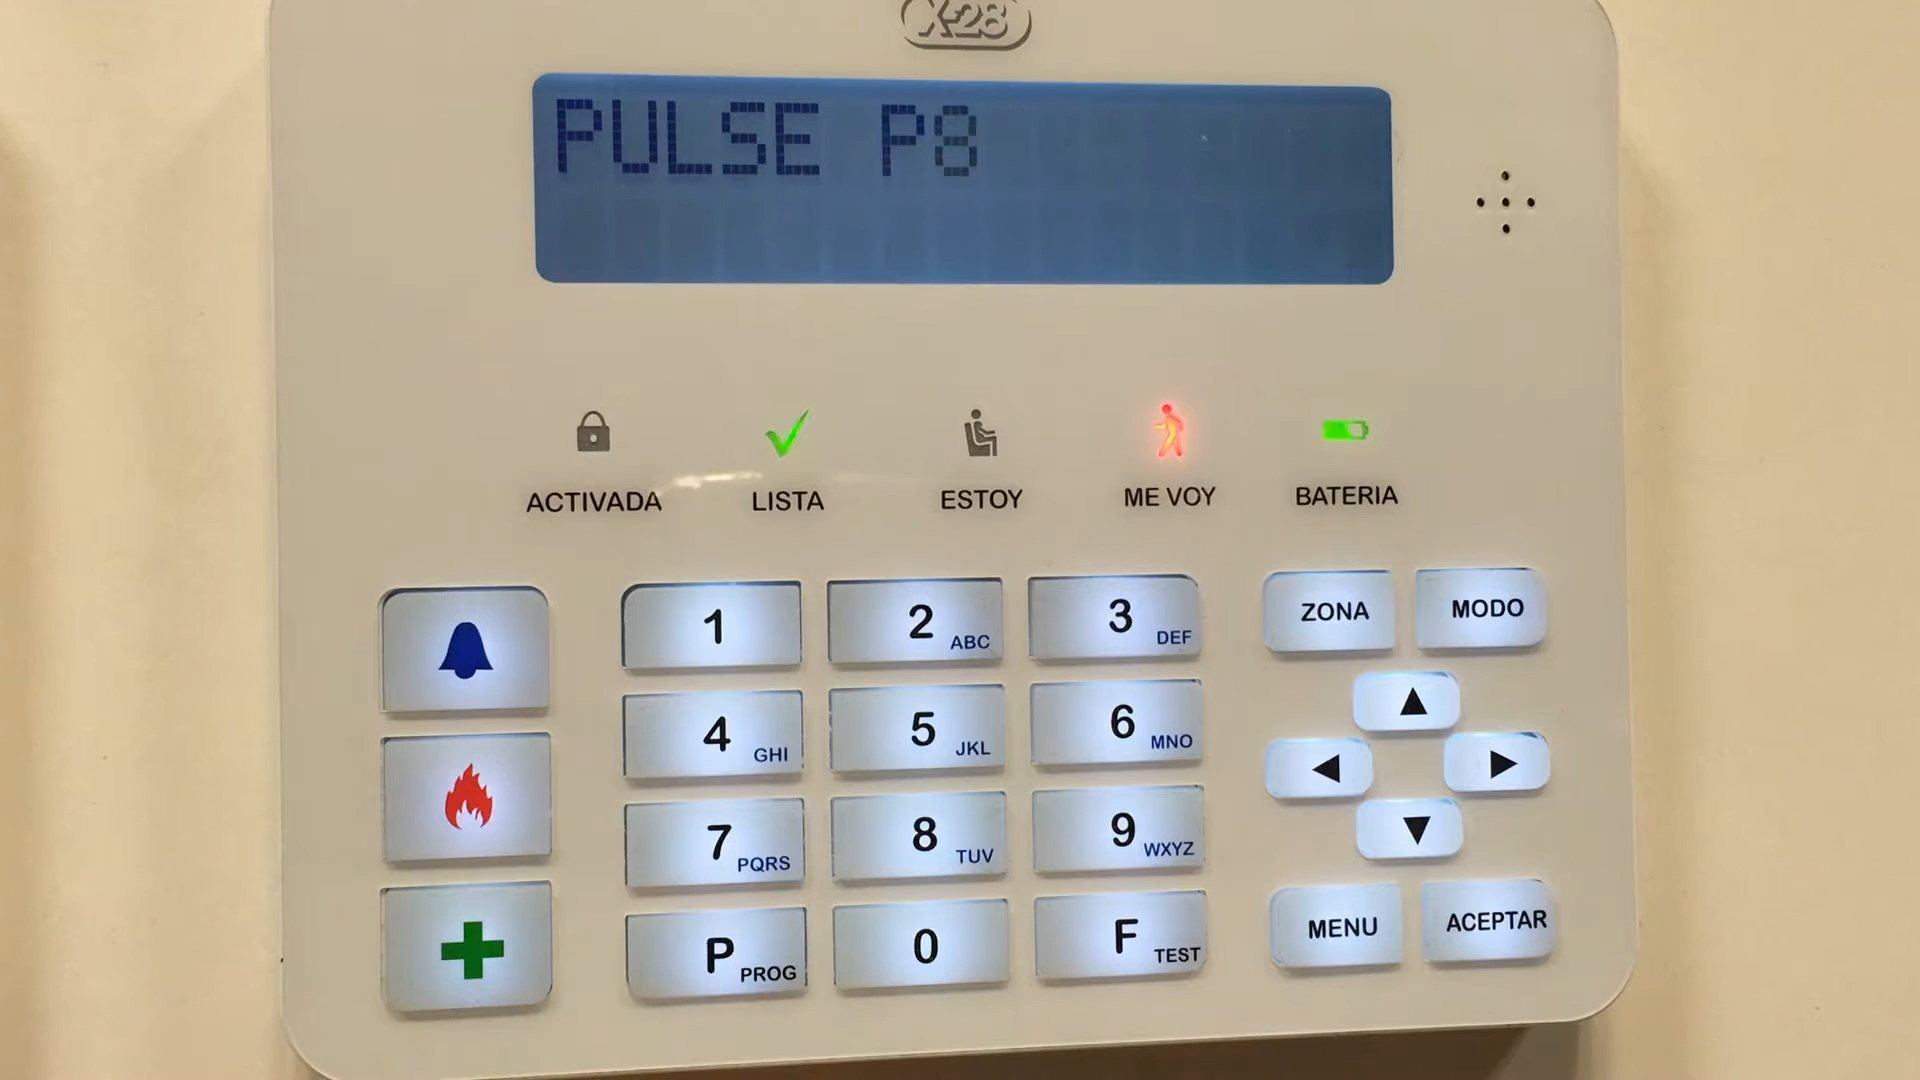 X-28
PULSE P8
ACTIVADA
LISTA
ESTOY
ME VOY
BATERIA
1
2 ABC
3 DEF
ZONA
MODO
4 GHI
5 JKL
6 MNO
7 PQRS
8 TUV
9 WXYZ
P PROG
0
F TEST
MENU
ACEPTAR